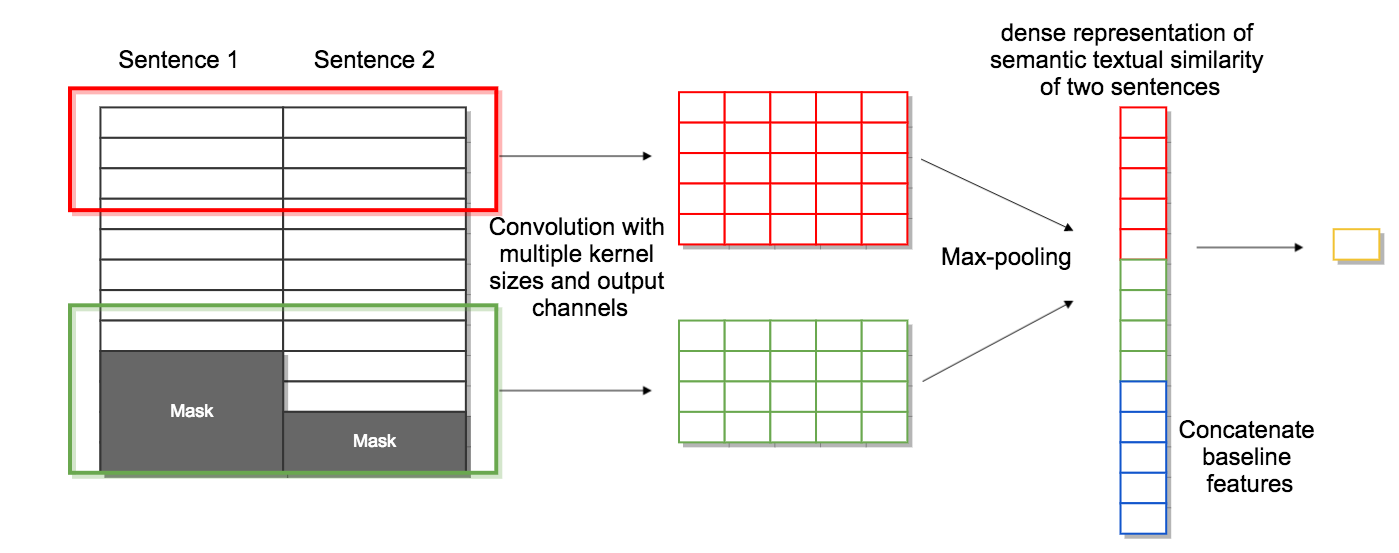 Sentence 1
Sentence 2
dense representation of
semantic textual similarity
of two sentences
Convolution with
multiple kernel
sizes and output
channels
Max-pooling
Mask
Mask
Concatenate
baseline
features